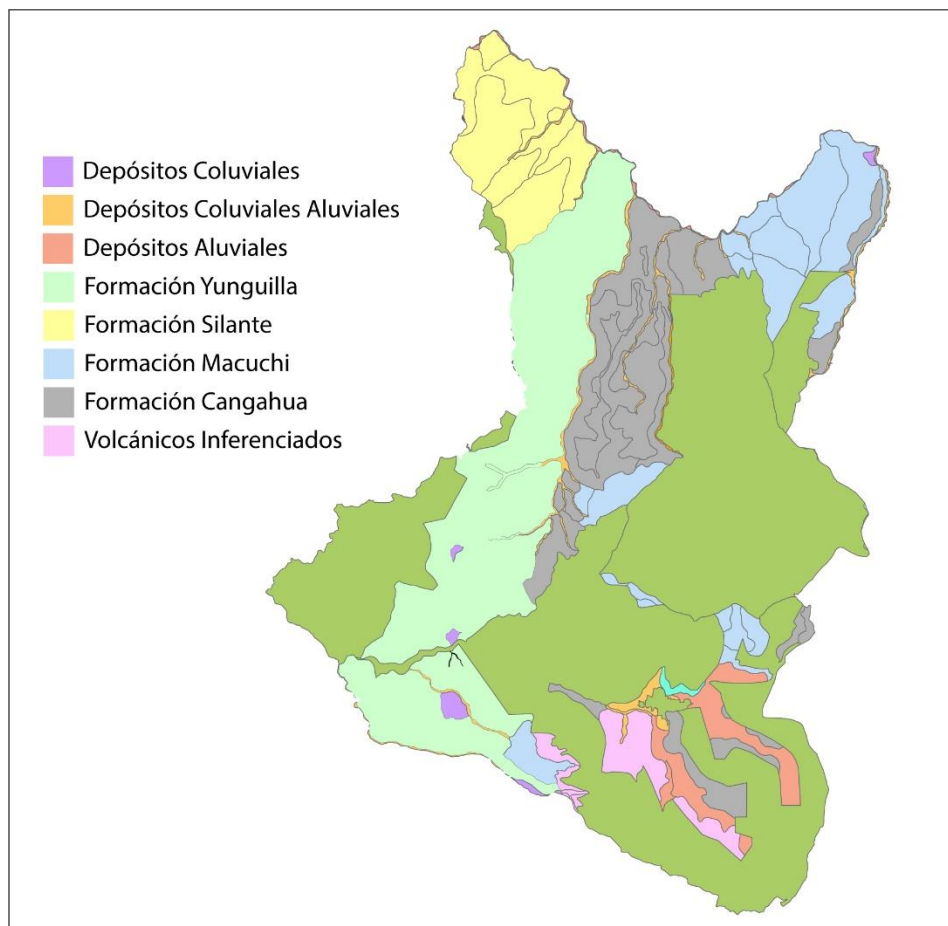 Depósitos Coluviales
Depósitos Coluviales Aluviales
Depósitos Aluviales
Formación Yunguilla
Formación Silante
Formación Macuchi
Formación Cangahua
Volcánicos Inferenciados